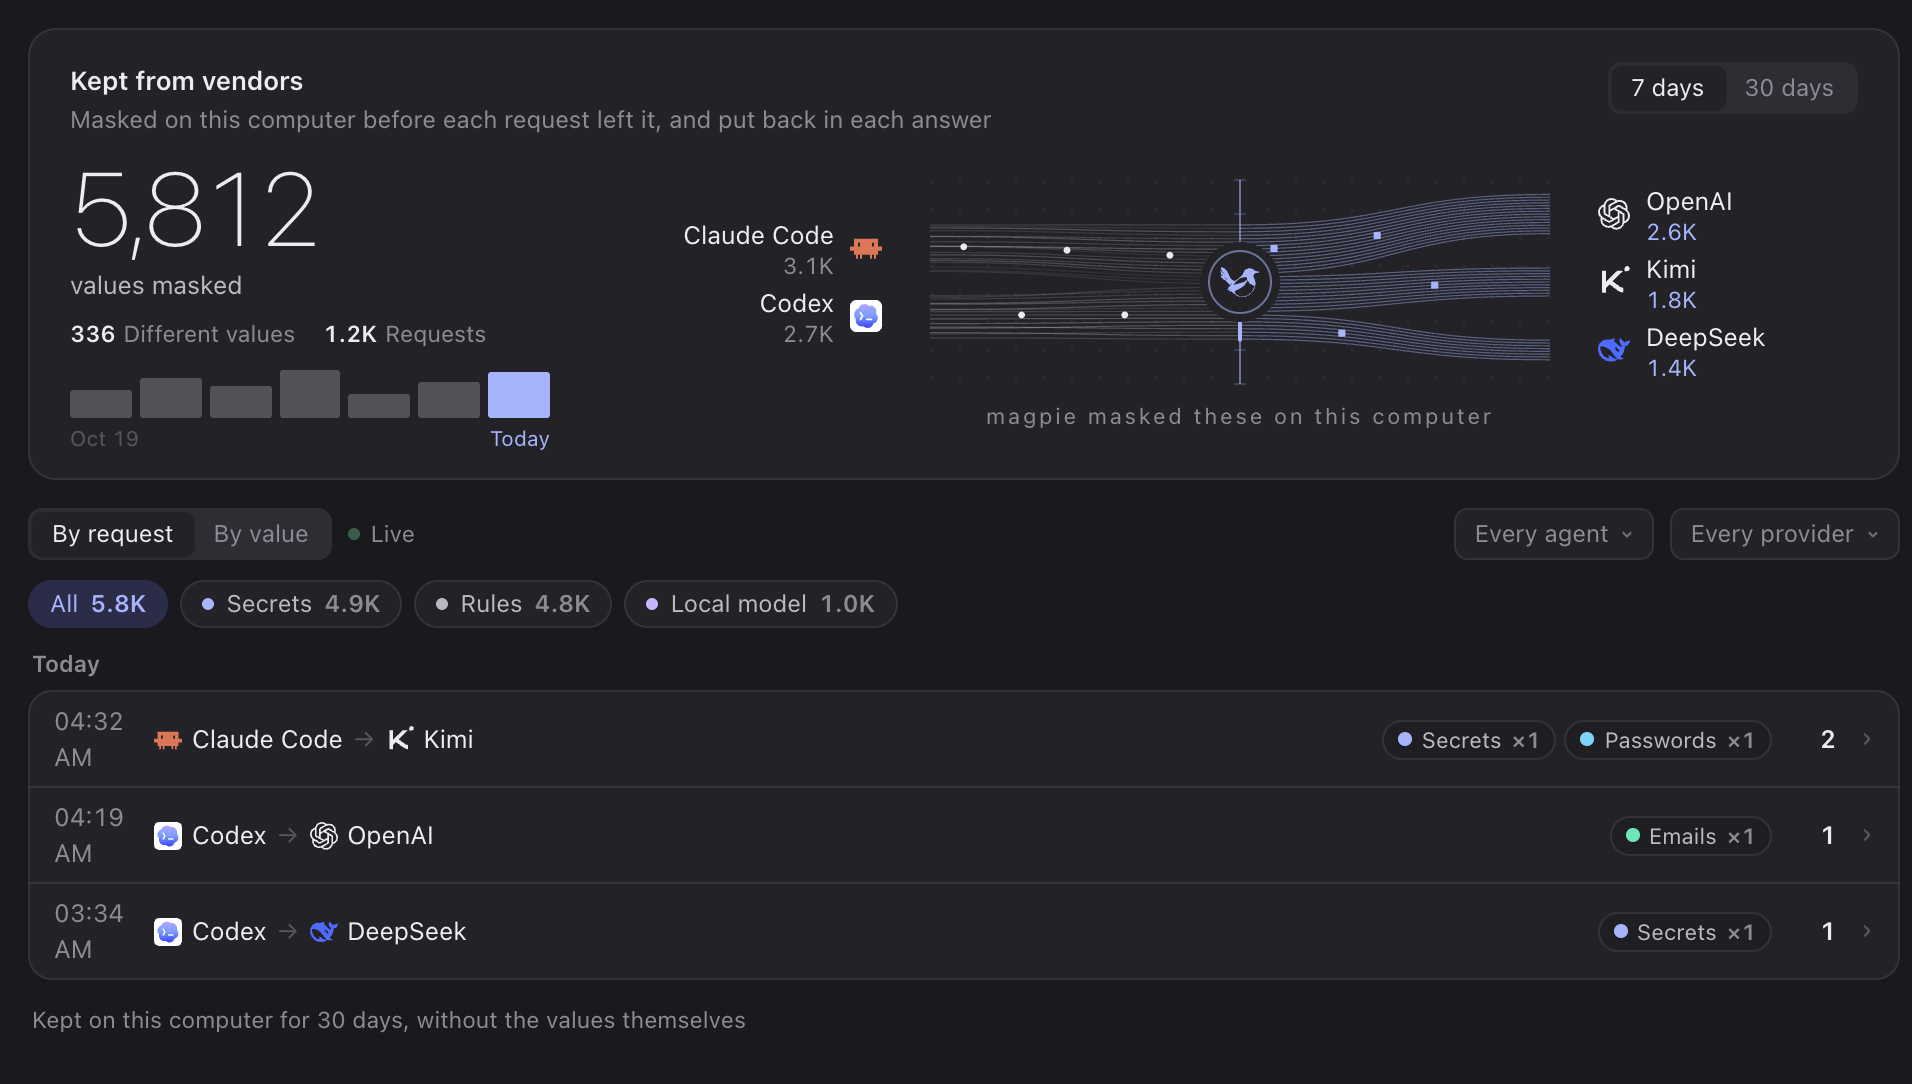 Kept from vendors
Masked on this computer before each request left it, and put back in each answer
7 days
30 days
5,812
values masked
336 Different values
1.2K Requests
Oct 19
Today
Claude Code
3.1K
Codex
2.7K
OpenAI
2.6K
Kimi
1.8K
DeepSeek
1.4K
magpie masked these on this computer
By request
By value
Live
Every agent
Every provider
All 5.8K
Secrets 4.9K
Rules 4.8K
Local model 1.0K
Today
04:32 AM
Claude Code → Kimi
Secrets ×1
Passwords ×1
2
04:19 AM
Codex → OpenAI
Emails ×1
1
03:34 AM
Codex → DeepSeek
Secrets ×1
1
Kept on this computer for 30 days, without the values themselves